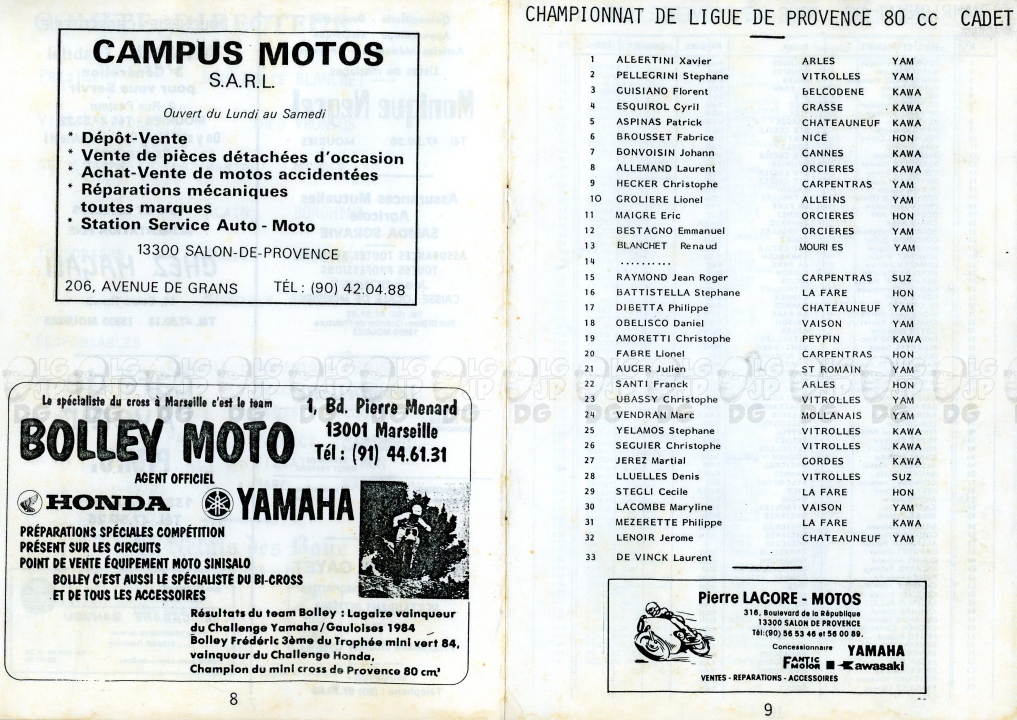 CAMPUS MOTOS
S.A.R.L.
Ouvert du Lundi au Samedi
* Dépôt-Vente
* Vente de pièces détachées d'occasion
* Achat-Vente de motos accidentées
* Réparations mécaniques
toutes marques
* Station Service Auto - Moto
13300 SALON-DE-PROVENCE
206, AVENUE DE GRANS TÉL : (90) 42.04.88
Le spécialiste du cross à Marseille c'est le team
BOLLEY MOTO
1, Bd. Pierre Menard
13001 Marseille
Tél : (91) 44.61.31
AGENT OFFICIEL
HONDA YAMAHA
PRÉPARATIONS SPÉCIALES COMPÉTITION
PRÉSENT SUR LES CIRCUITS
POINT DE VENTE ÉQUIPEMENT MOTO SINISALO
BOLLEY C'EST AUSSI LE SPÉCIALISTE DU BI-CROSS
ET DE TOUS LES ACCESSOIRES
Résultats du team Bolley : Lagaize vainqueur
du Challenge Yamaha/Gauloises 1984
Bolley Frédéric 3ème du Trophée mini vert 84,
vainqueur du Challenge Honda,
Champion du mini cross de Provence 80 cm³
8
CHAMPIONNAT DE LIGUE DE PROVENCE 80 cc CADET
1 ALBERTINI Xavier ARLES YAM
2 PELLEGRINI Stephane VITROLLES YAM
3 GUISIANO Florent BELCODENE KAWA
4 ESQUIROL Cyril GRASSE KAWA
5 ASPINAS Patrick CHATEAUNEUF KAWA
6 BROUSSET Fabrice NICE HON
7 BONVOISIN Johann CANNES KAWA
8 ALLEMAND Laurent ORCIERES KAWA
9 HECKER Christophe CARPENTRAS YAM
10 GROLIERE Lionel ALLEINS YAM
11 MAIGRE Eric ORCIERES HON
12 BESTAGNO Emmanuel ORCIERES YAM
13 BLANCHET Renaud MOURIES YAM
14 ..........
15 RAYMOND Jean Roger CARPENTRAS SUZ
16 BATTISTELLA Stephane LA FARE HON
17 DIBETTA Philippe CHATEAUNEUF YAM
18 OBELISCO Daniel VAISON YAM
19 AMORETTI Christophe PEYPIN KAWA
20 FABRE Lionel CARPENTRAS HON
21 AUGER Julien ST ROMAIN YAM
22 SANTI Franck ARLES HON
23 UBASSY Christophe VITROLLES YAM
24 VENDRAN Marc MOLLANAIS YAM
25 YELAMOS Stephane VITROLLES KAWA
26 SEGUIER Christophe VITROLLES KAWA
27 JEREZ Martial GORDES KAWA
28 LLUELLES Denis VITROLLES SUZ
29 STEGLI Cecile LA FARE HON
30 LACOMBE Maryline VAISON YAM
31 MEZERETTE Philippe LA FARE KAWA
32 LENOIR Jerome CHATEAUNEUF YAM
33 DE VINCK Laurent
Pierre LACORE - MOTOS
316, Boulevard de la République
13300 SALON DE PROVENCE
Tél:(90) 56 53 46 et 56 00 89.
Concessionnaire YAMAHA
FANTIC MOTOR Kawasaki
VENTES - REPARATIONS - ACCESSOIRES
9